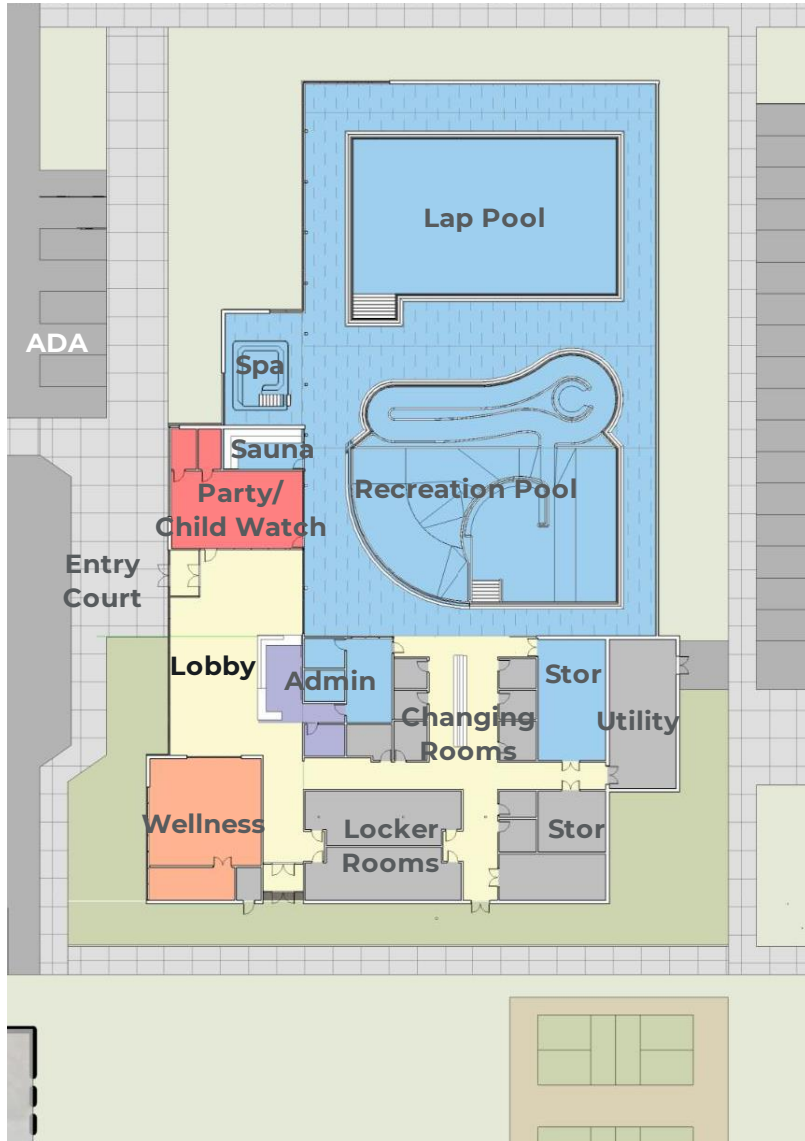 Lap Pool
ADA
Spa
Sauna
Party/
Child Watch
Recreation Pool
Entry
Court
Lobby
Admin
Stor
Changing
Rooms
Utility
Wellness
Locker
Rooms
Stor